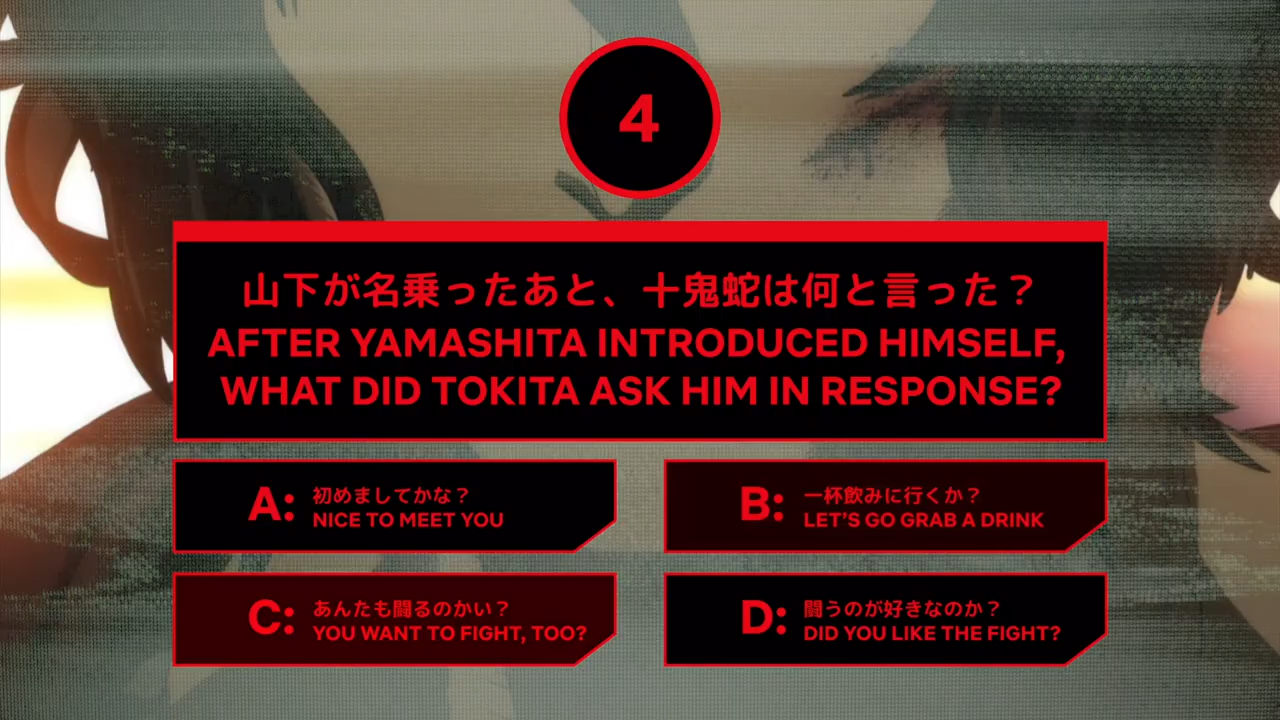 4
山下が名乗ったあと、十鬼蛇は何と言った？
AFTER YAMASHITA INTRODUCED HIMSELF,
WHAT DID TOKITA ASK HIM IN RESPONSE?
A: 初めましてかな？
NICE TO MEET YOU
B: 一杯飲みに行くか？
LET'S GO GRAB A DRINK
C: あんたも闘るのかい？
YOU WANT TO FIGHT, TOO?
D: 闘うのが好きなのか？
DID YOU LIKE THE FIGHT?